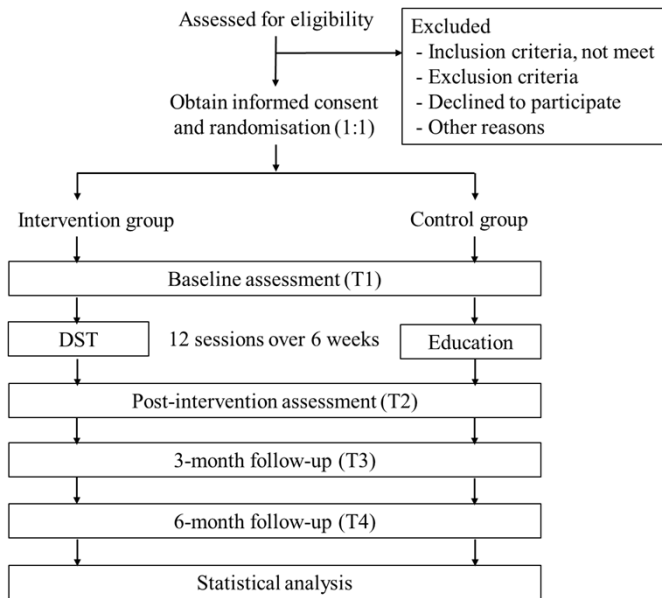 Assessed for eligibility
Excluded
- Inclusion criteria, not meet
- Exclusion criteria
- Declined to participate
- Other reasons
Obtain informed consent
and randomisation (1:1)
Intervention group
Control group
Baseline assessment (T1)
DST
12 sessions over 6 weeks
Education
Post-intervention assessment (T2)
3-month follow-up (T3)
6-month follow-up (T4)
Statistical analysis